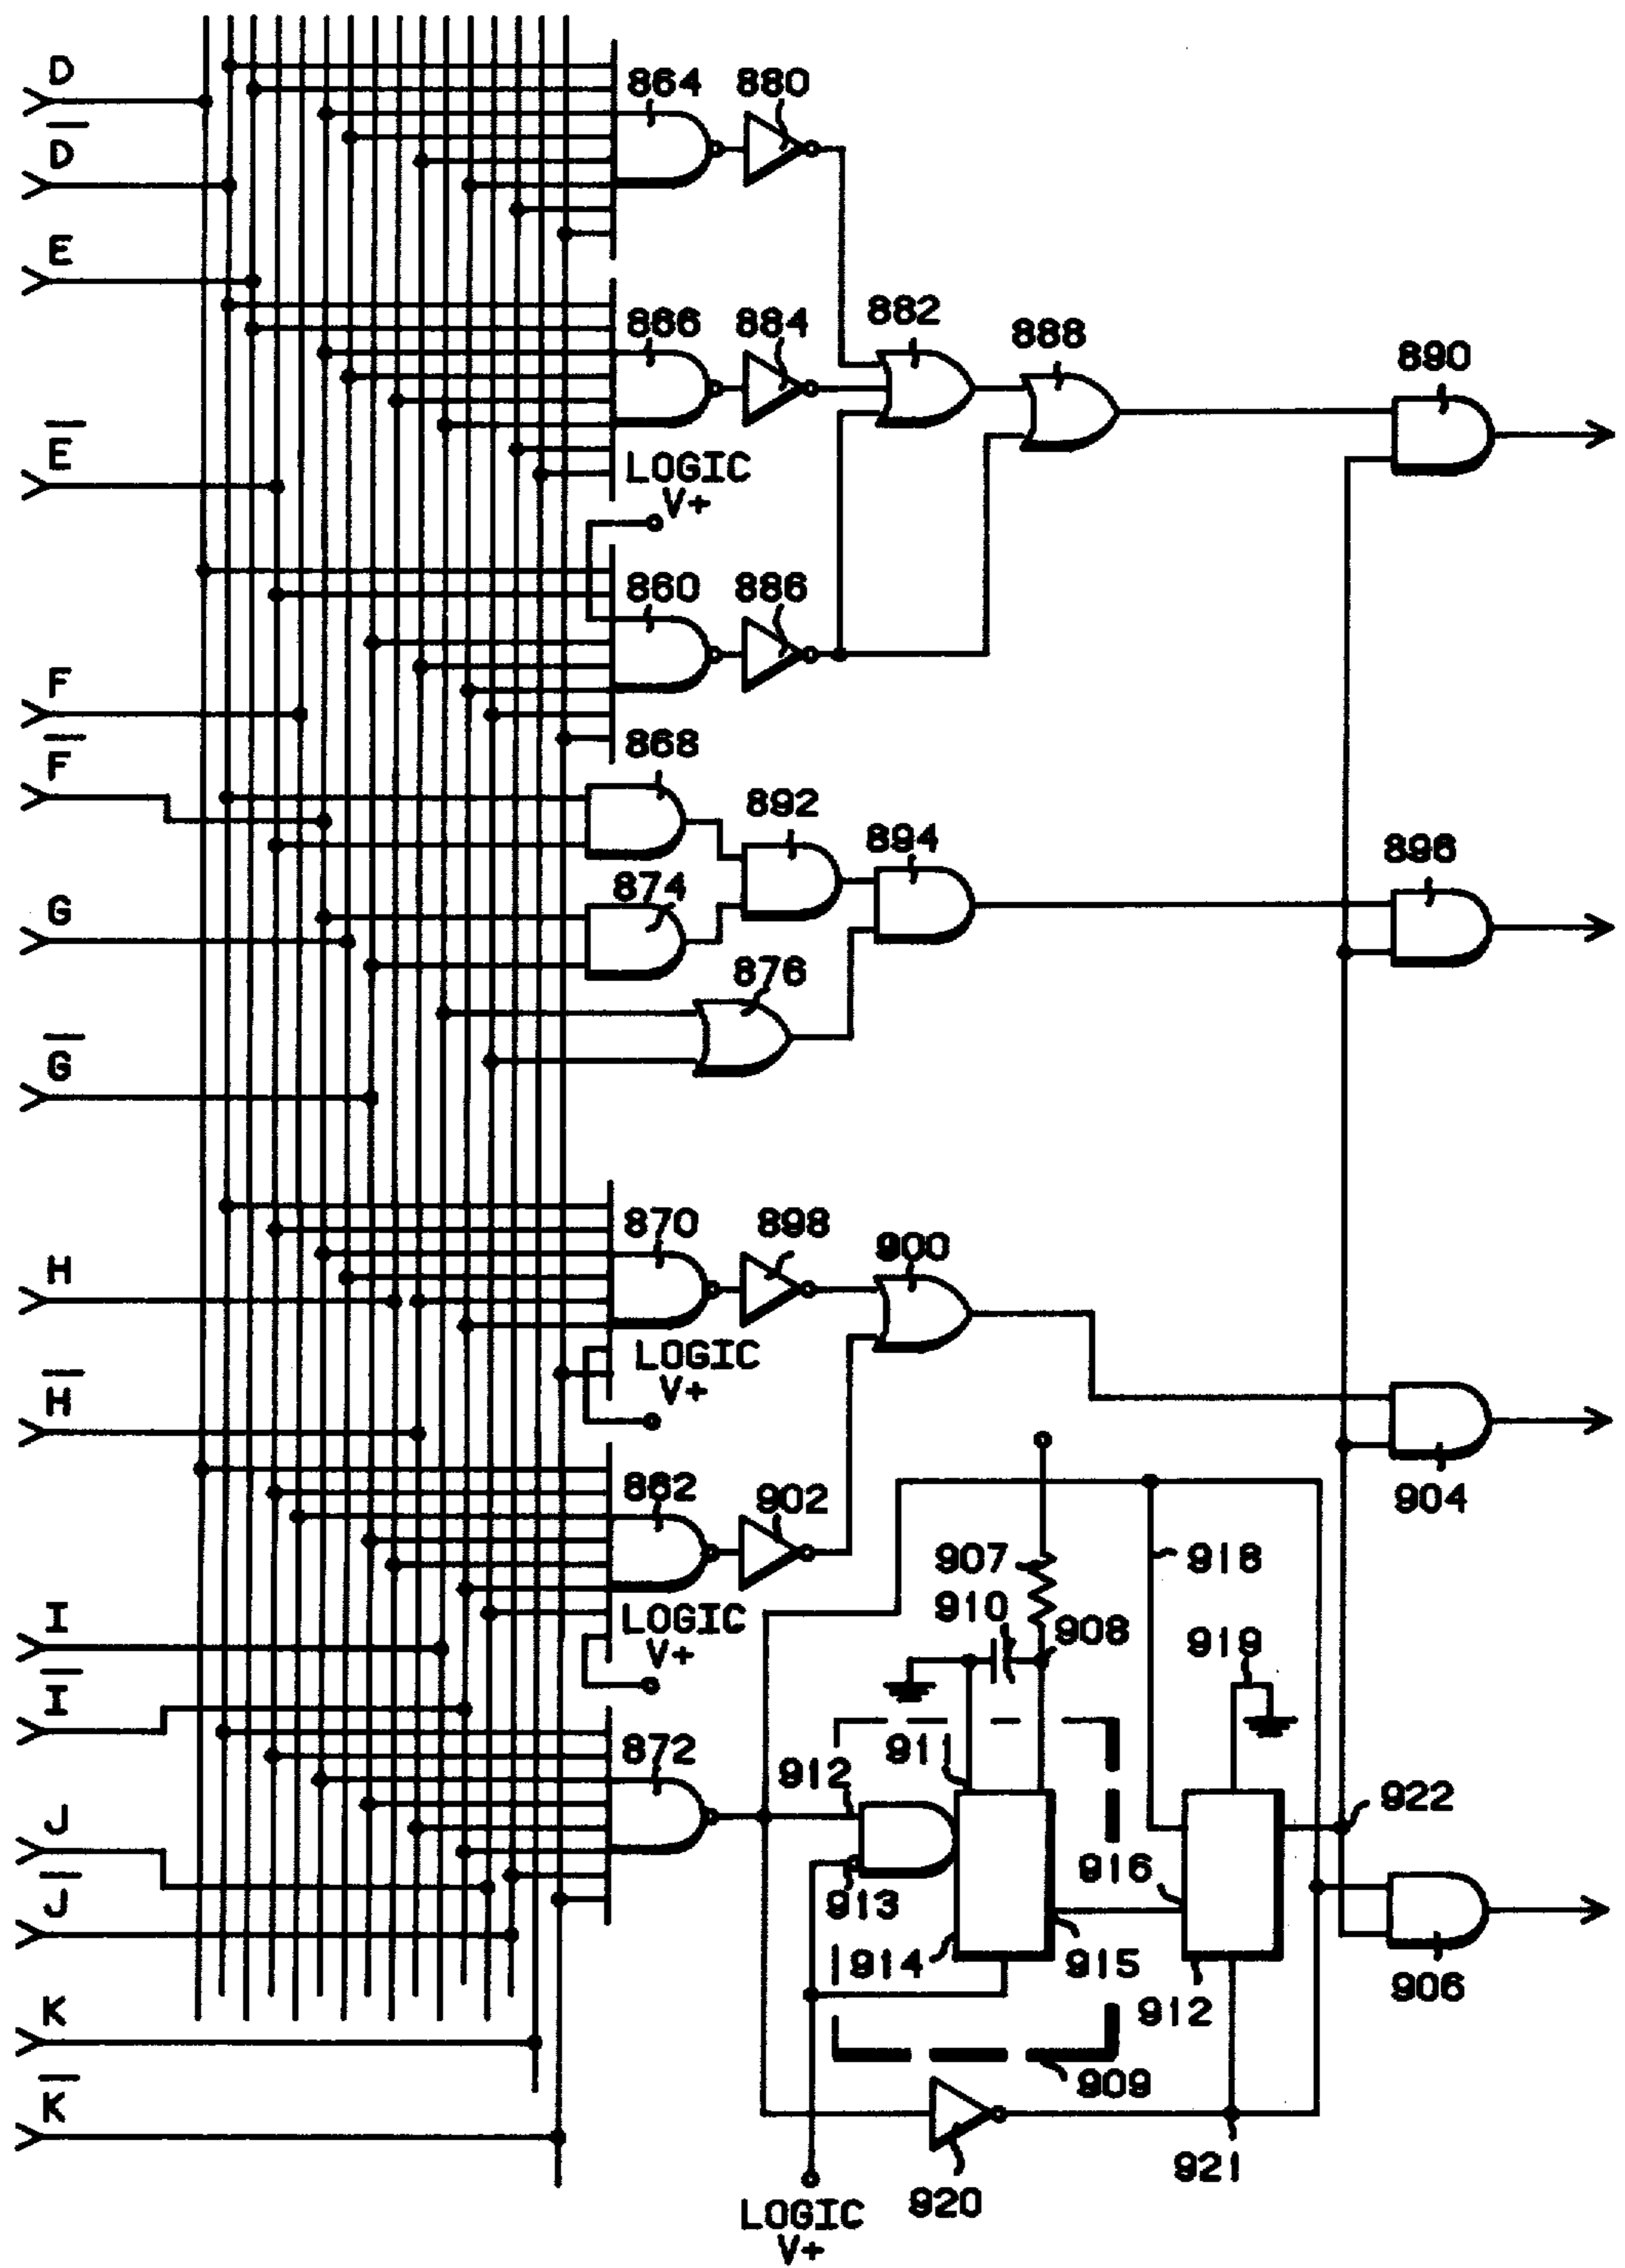 D
864
880
D
E
866
884
882
888
890
E
LOGIC
V+
860
886
F
868
F
892
894
896
874
G
876
G
870
898
900
H
LOGIC
V+
H
862
902
904
907
918
910
I
LOGIC
V+
908
919
I
872
911
912
922
J
916
913
J
914
915
906
912
K
909
K
921
920
LOGIC
V+